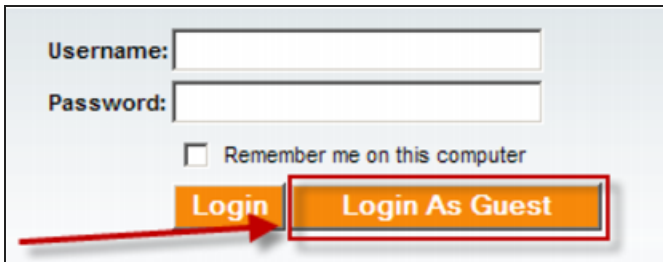 Username:
Password:
Remember me on this computer
Login Login As Guest